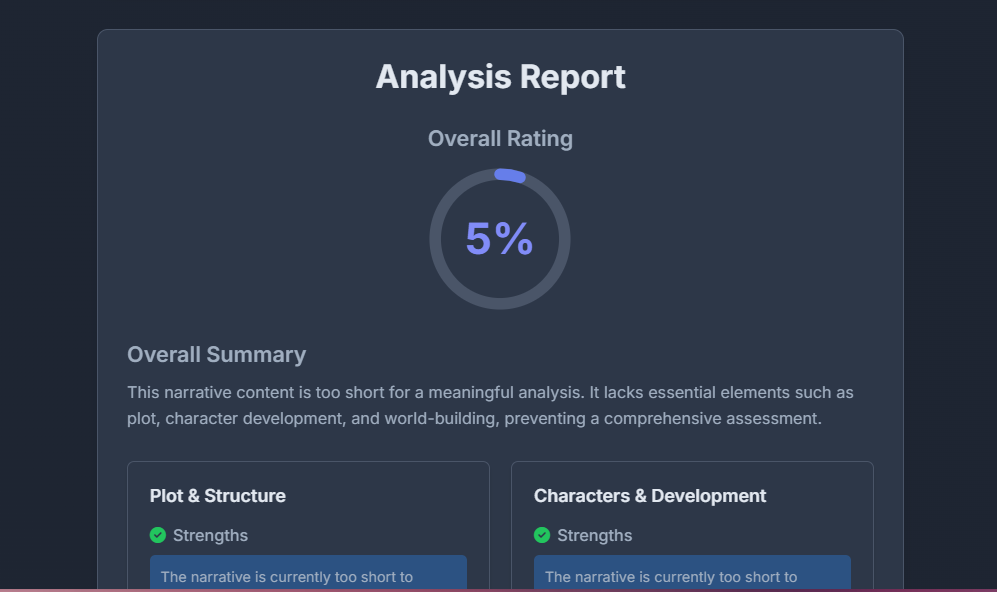 Analysis Report
Overall Rating
5%
Overall Summary
This narrative content is too short for a meaningful analysis. It lacks essential elements such as
plot, character development, and world-building, preventing a comprehensive assessment.
Plot & Structure
Strengths
The narrative is currently too short to
Characters & Development
Strengths
The narrative is currently too short to